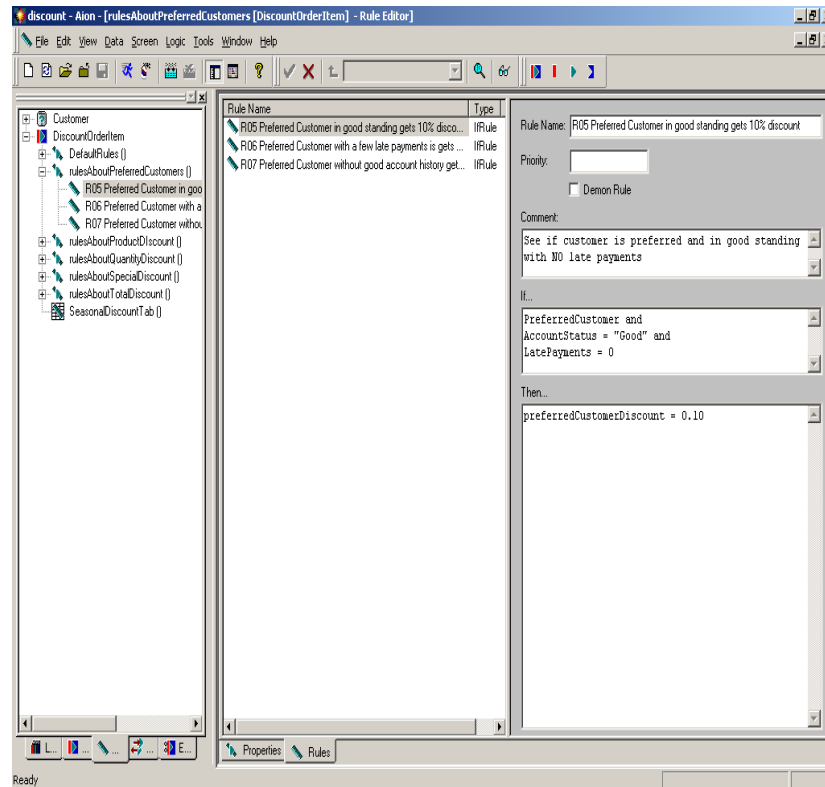 discount - Aion - [rulesAboutPreferredCustomers [DiscountOrderItem] - Rule Editor]
File Edit View Data Screen Logic Tools Window Help
Customer
DiscountOrderItem
DefaultRules ()
rulesAboutPreferredCustomers ()
R05 Preferred Customer in goo
R06 Preferred Customer with a
R07 Preferred Customer withou
rulesAboutProductDIscount ()
rulesAboutQuantityDiscount ()
rulesAboutSpecialDiscount ()
rulesAboutTotalDiscount ()
SeasonalDiscountTab ()
L... ... ... ... E...
Rule Name Type
R05 Preferred Customer in good standing gets 10% disco... IfRule
R06 Preferred Customer with a few late payments is gets ... IfRule
R07 Preferred Customer without good account history get... IfRule
Properties Rules
Rule Name: R05 Preferred Customer in good standing gets 10% discount
Priority:
Demon Rule
Comment:
See if customer is preferred and in good standing
with NO late payments
If...
PreferredCustomer and
AccountStatus = "Good" and
LatePayments = 0
Then...
preferredCustomerDiscount = 0.10
Ready